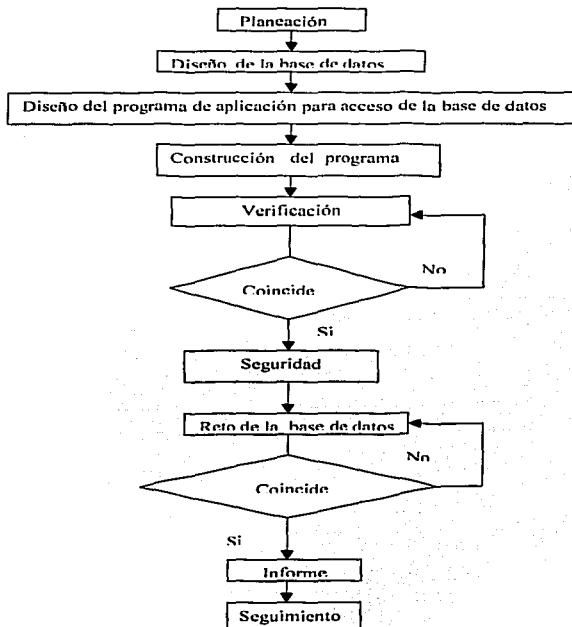 Planeación
Diseño de la base de datos
Diseño del programa de aplicación para acceso de la base de datos
Construcción del programa
Verificación
No
Coincide
Si
Seguridad
Reto de la base de datos
No
Coincide
Si
Informe
Seguimiento